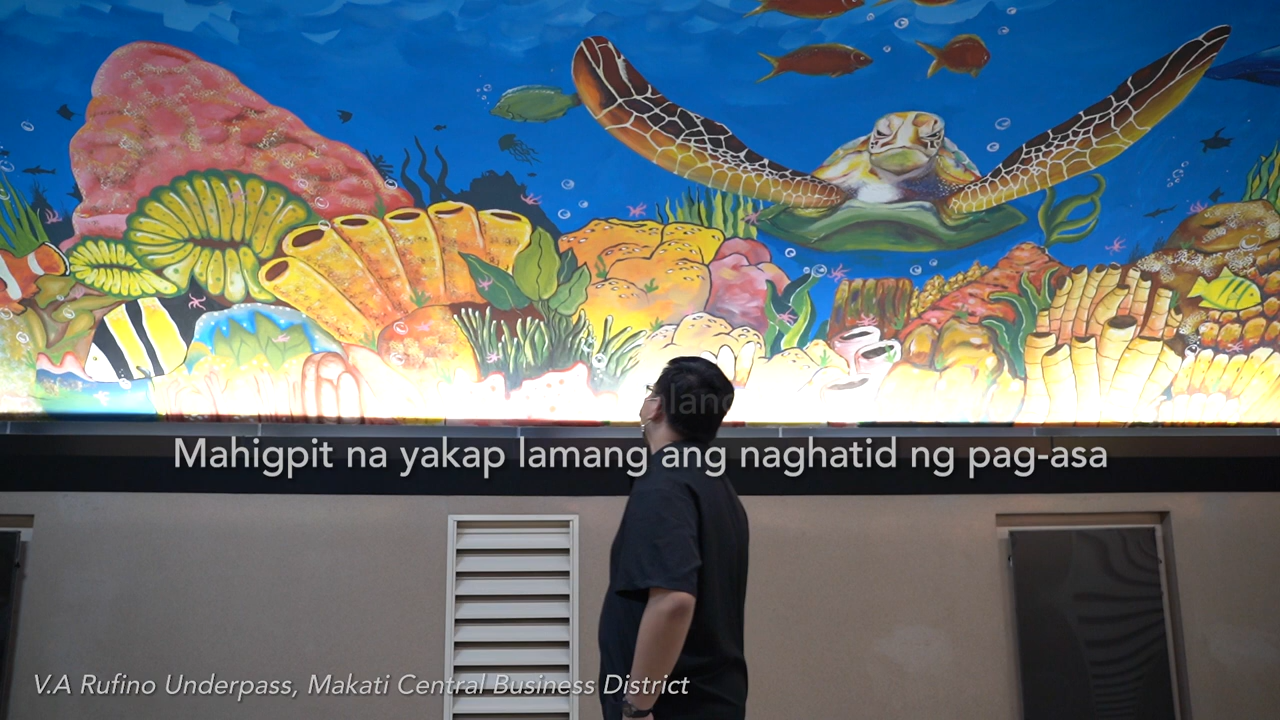 Mahigpit na yakap lamang ang naghatid ng pag-asa
V.A Rufino Underpass, Makati Central Business District